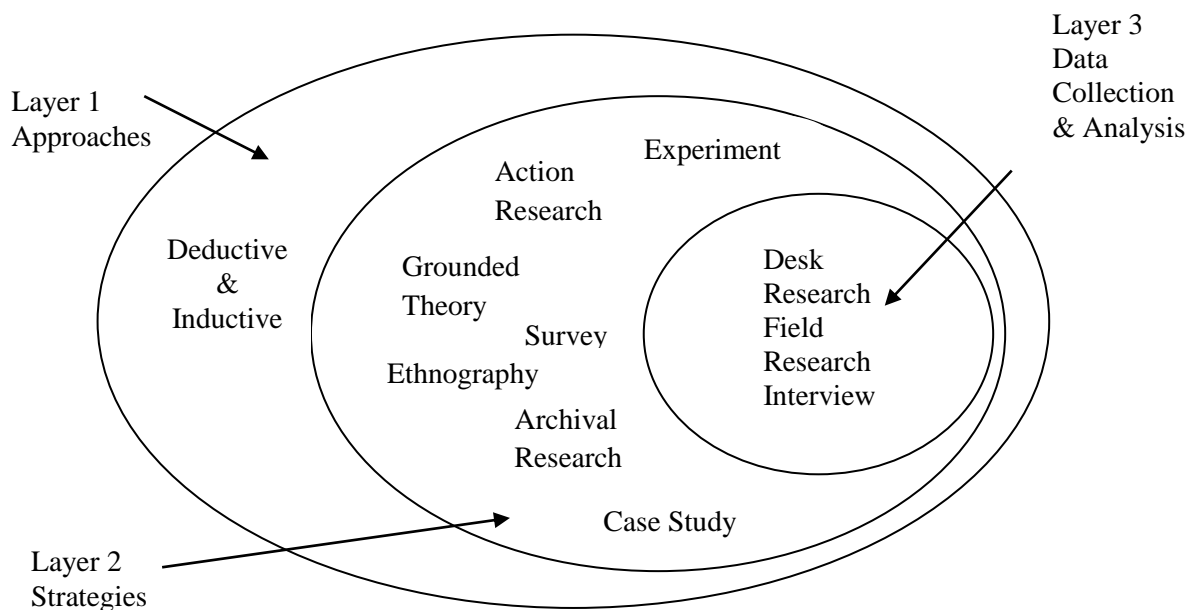 Layer 3
Data
Collection
& Analysis
Layer 1
Approaches
Experiment
Action
Research
Deductive
&
Inductive
Grounded
Theory
Survey
Ethnography
Archival
Research
Case Study
Desk
Research
Field
Research
Interview
Layer 2
Strategies